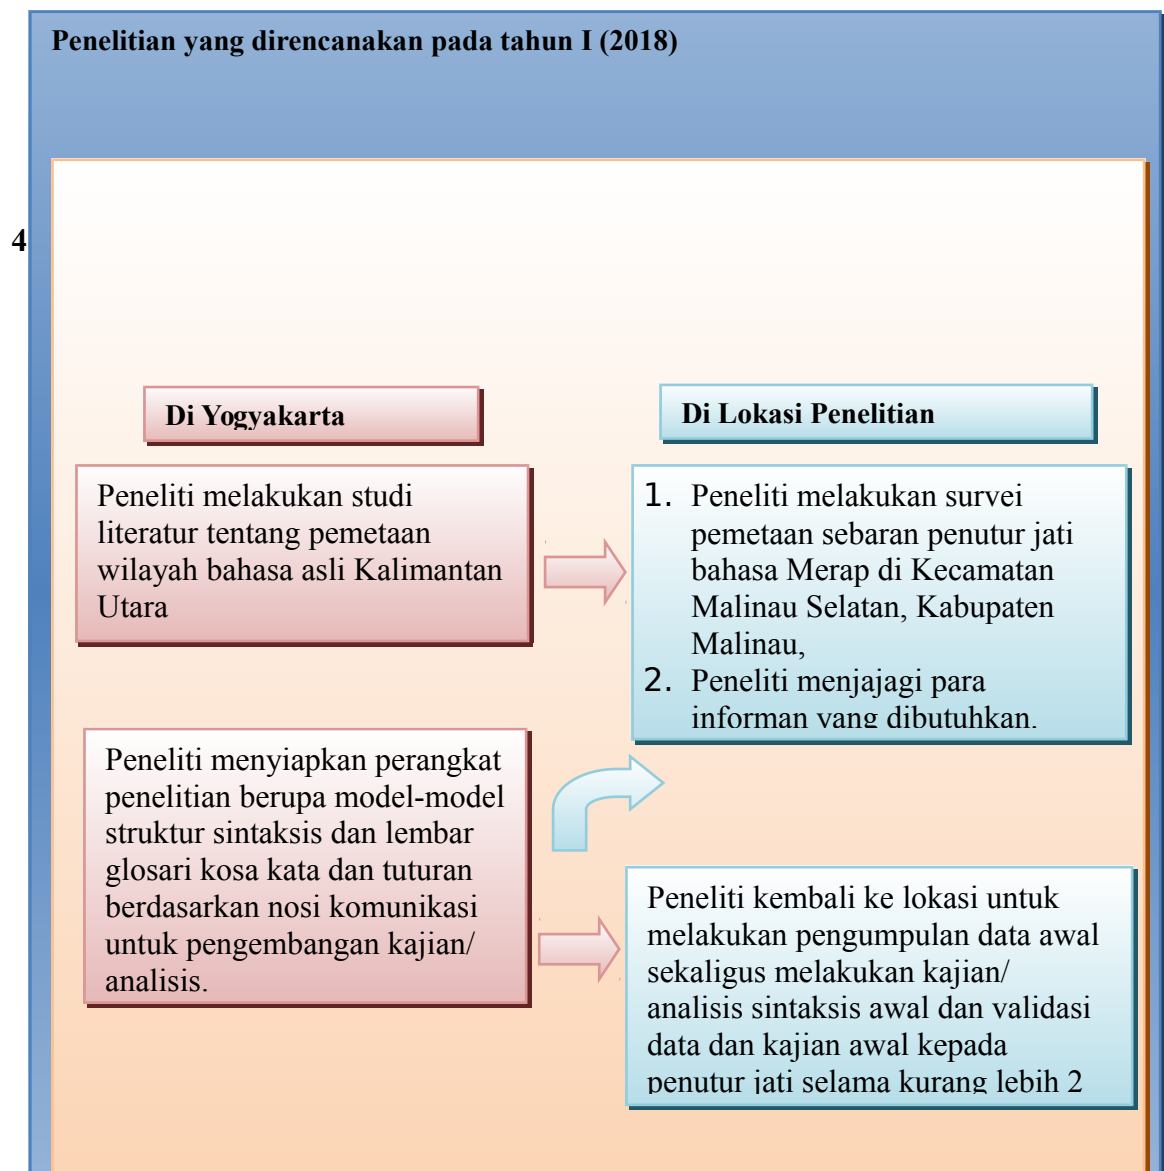 Penelitian yang direncanakan pada tahun I (2018)
4
Di Yogyakarta
Peneliti melakukan studi
literatur tentang pemetaan
wilayah bahasa asli Kalimantan
Utara
Di Lokasi Penelitian
1. Peneliti melakukan survei
pemetaan sebaran penutur jati
bahasa Merap di Kecamatan
Malinau Selatan, Kabupaten
Malinau,
2. Peneliti menjajagi para
informan yang dibutuhkan.
Peneliti menyiapkan perangkat
penelitian berupa model-model
struktur sintaksis dan lembar
glosari kosa kata dan tuturan
berdasarkan nosi komunikasi
untuk pengembangan kajian/
analisis.
Peneliti kembali ke lokasi untuk
melakukan pengumpulan data awal
sekaligus melakukan kajian/
analisis sintaksis awal dan validasi
data dan kajian awal kepada
penutur jati selama kurang lebih 2